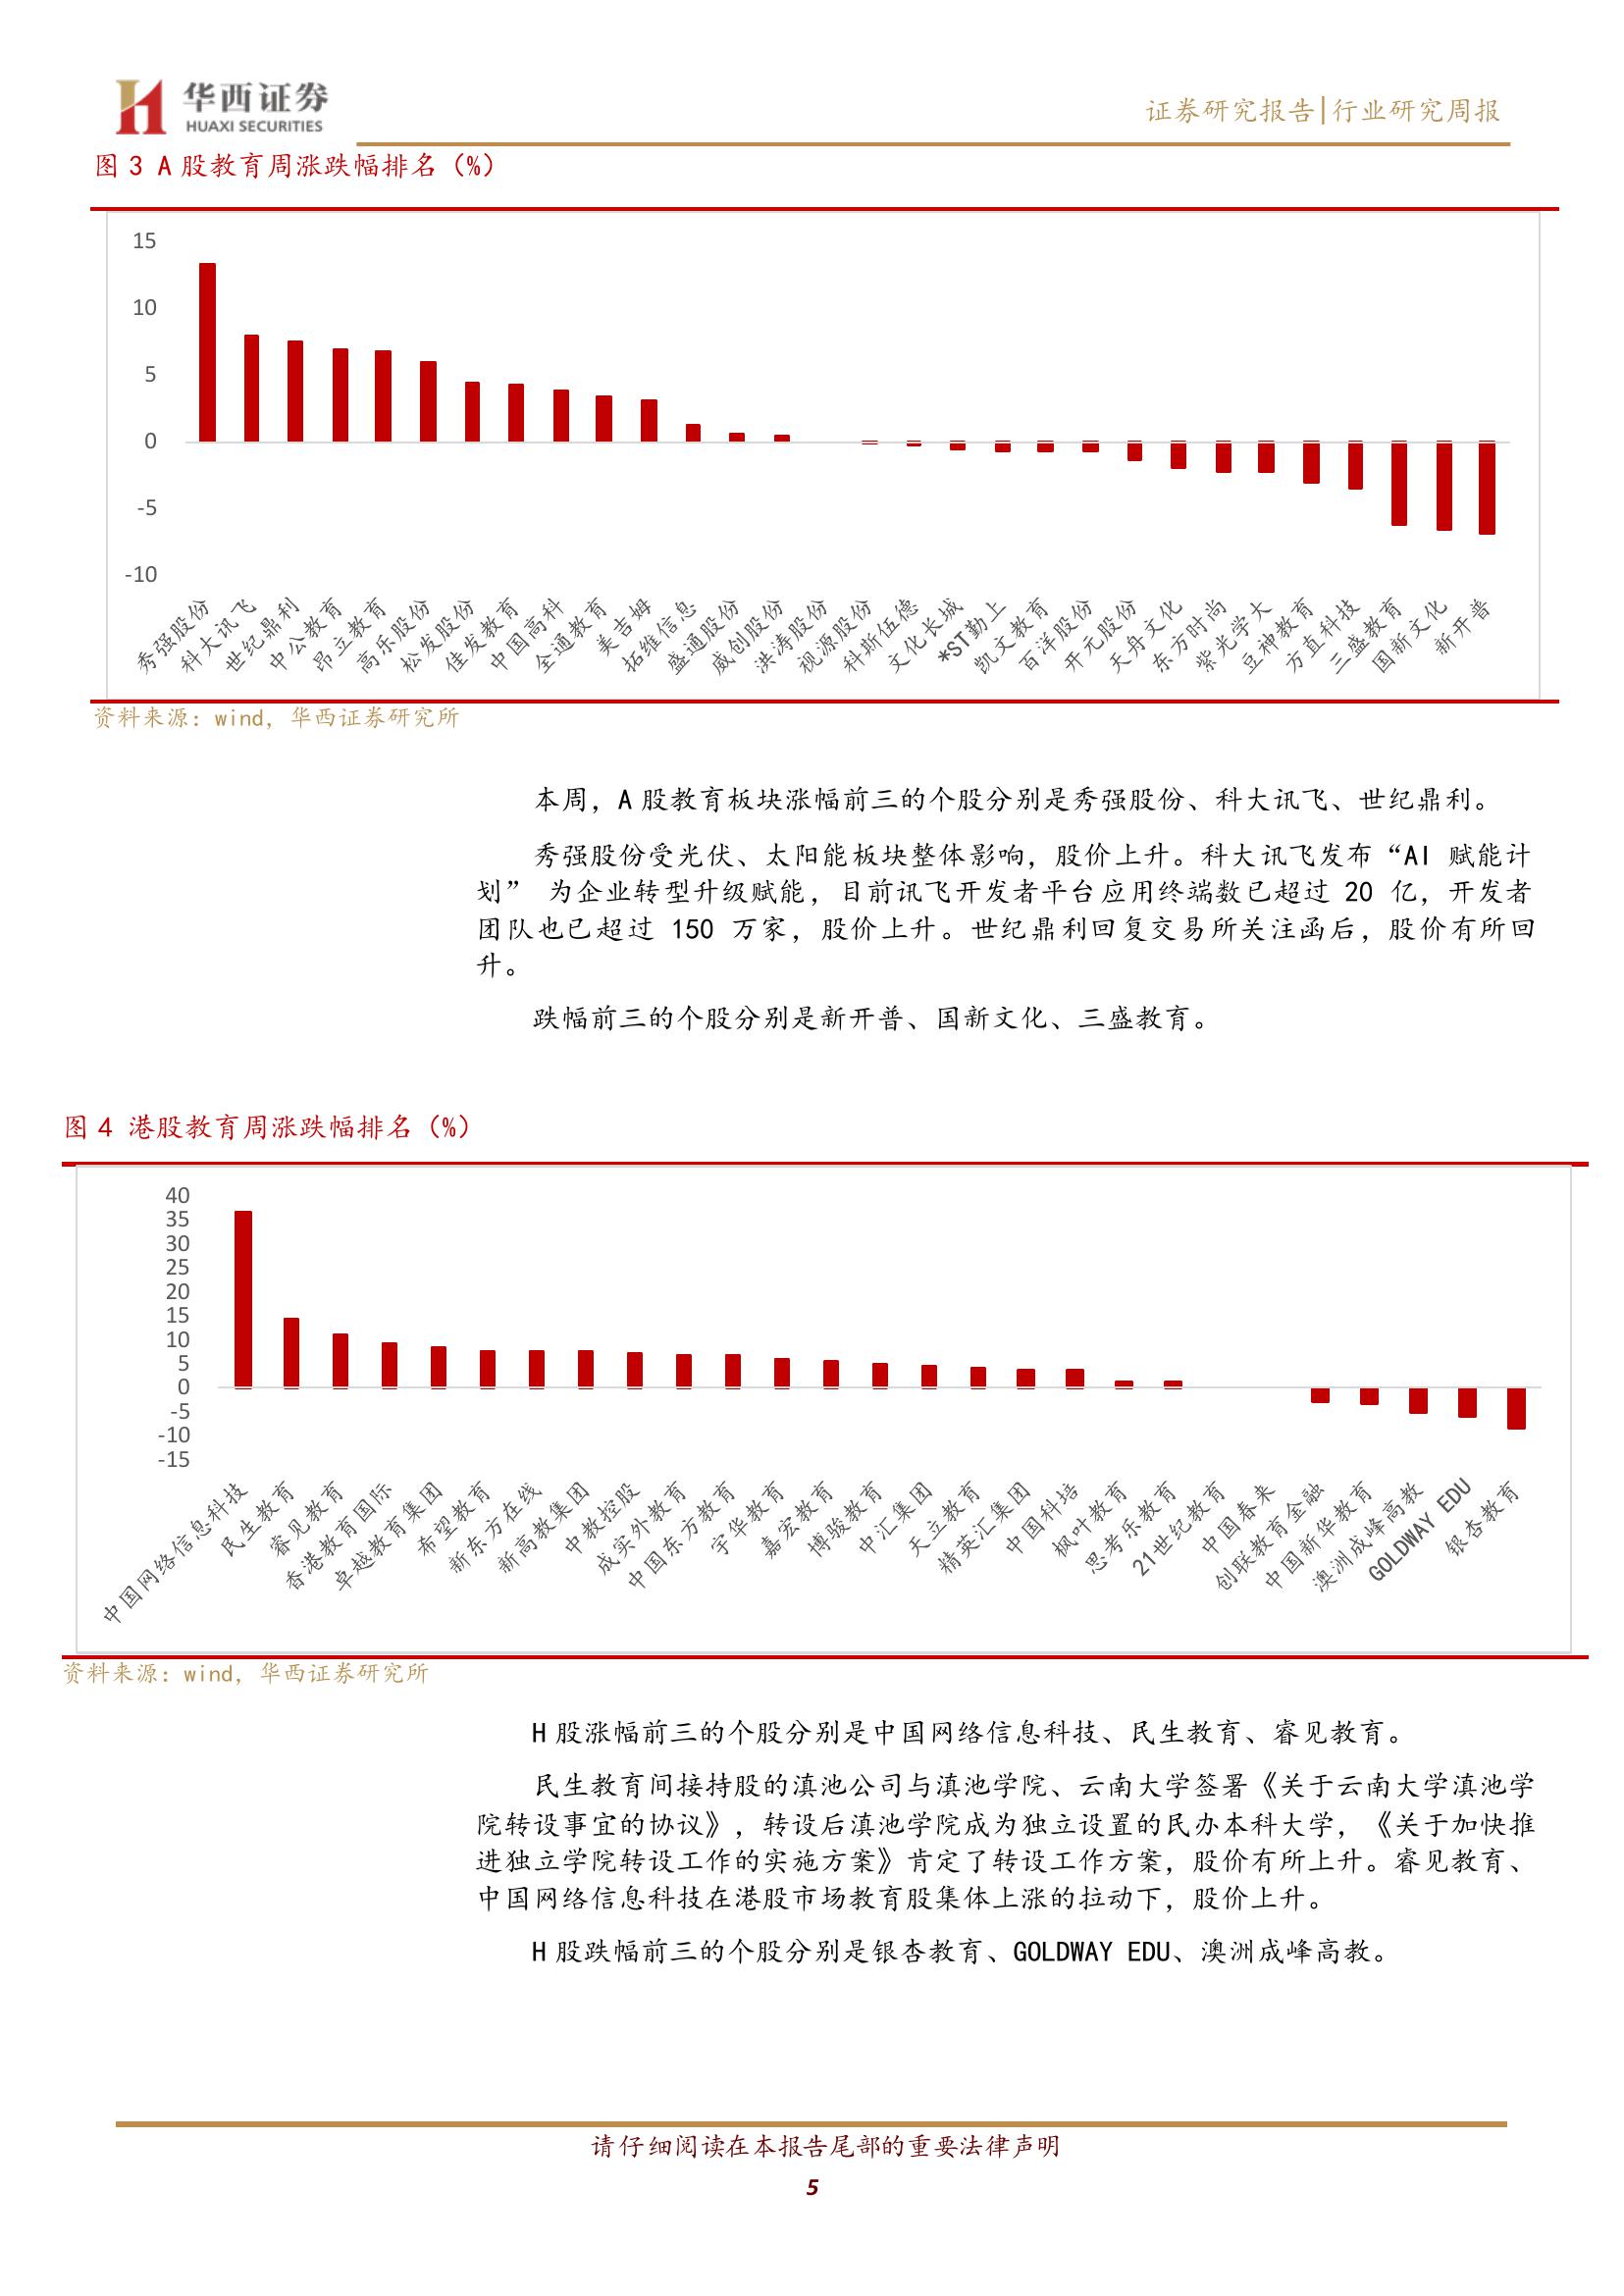 华西证券
HUAXI SECURITIES
证券研究报告|行业研究周报
图 3 A 股教育周涨跌幅排名（%）
15
10
5
0
-5
-10
秀强股份
科大讯飞
世纪鼎利
中公教育
昂立教育
高乐股份
松发股份
佳发教育
中国高科
全通教育
美吉姆
拓维信息
盛通股份
威创股份
洪涛股份
视源股份
科斯伍德
文化长城
*ST勤上
凯文教育
百洋股份
开元股份
天舟文化
东方时尚
紫光学大
豆神教育
方直科技
三盛教育
国新文化
新开普
资料来源：wind，华西证券研究所
本周，A 股教育板块涨幅前三的个股分别是秀强股份、科大讯飞、世纪鼎利。
秀强股份受光伏、太阳能板块整体影响，股价上升。科大讯飞发布“AI 赋能计
划” 为企业转型升级赋能，目前讯飞开发者平台应用终端数已超过 20 亿，开发者
团队也已超过 150 万家，股价上升。世纪鼎利回复交易所关注函后，股价有所回
升。
跌幅前三的个股分别是新开普、国新文化、三盛教育。
图 4 港股教育周涨跌幅排名（%）
40
35
30
25
20
15
10
5
0
-5
-10
-15
中国网络信息科技
民生教育
睿见教育
香港教育国际
卓越教育集团
希望教育
新东方在线
新高教集团
中教控股
成实外教育
中国东方教育
宇华教育
嘉宏教育
博骏教育
中汇集团
天立教育
精英汇集团
中国科培
枫叶教育
思考乐教育
21世纪教育
中国春来
创联教育金融
中国新华教育
澳洲成峰高教
GOLDWAY EDU
银杏教育
资料来源：wind，华西证券研究所
H 股涨幅前三的个股分别是中国网络信息科技、民生教育、睿见教育。
民生教育间接持股的滇池公司与滇池学院、云南大学签署《关于云南大学滇池学
院转设事宜的协议》，转设后滇池学院成为独立设置的民办本科大学，《关于加快推
进独立学院转设工作的实施方案》肯定了转设工作方案，股价有所上升。睿见教育、
中国网络信息科技在港股市场教育股集体上涨的拉动下，股价上升。
H 股跌幅前三的个股分别是银杏教育、GOLDWAY EDU、澳洲成峰高教。
请仔细阅读在本报告尾部的重要法律声明
5